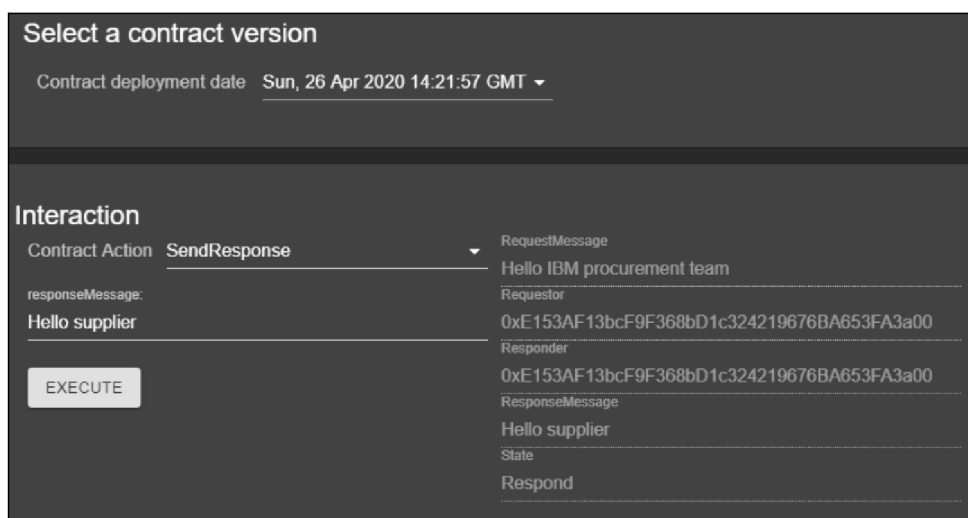 Select a contract version
Contract deployment date Sun, 26 Apr 2020 14:21:57 GMT
Interaction
Contract Action SendResponse
responseMessage:
Hello supplier
EXECUTE
RequestMessage
Hello IBM procurement team
Requestor
0xE153AF13bcF9F368bD1c324219676BA653FA3a00
Responder
0xE153AF13bcF9F368bD1c324219676BA653FA3a00
ResponseMessage
Hello supplier
State
Respond